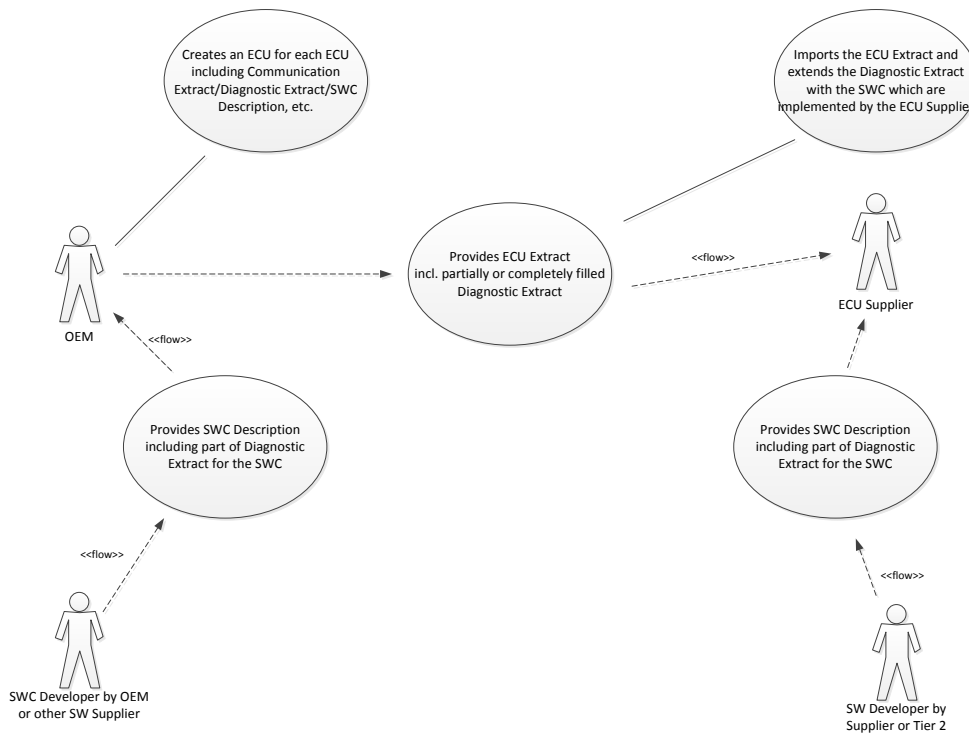 Creates an ECU for each ECU
including Communication
Extract/Diagnostic Extract/SWC
Description, etc.
Imports the ECU Extract and
extends the Diagnostic Extract
with the SWC which are
implemented by the ECU Supplie
Provides ECU Extract
incl. partially or completely filled
Diagnostic Extract
<<flow>>
ECU Supplier
OEM
<<flow>>
Provides SWC Description
including part of Diagnostic
Extract for the SWC
Provides SWC Description
including part of Diagnostic
Extract for the SWC
<<flow>>
<<flow>>
SWC Developer by OEM
or other SW Supplier
SW Developer by
Supplier or Tier 2